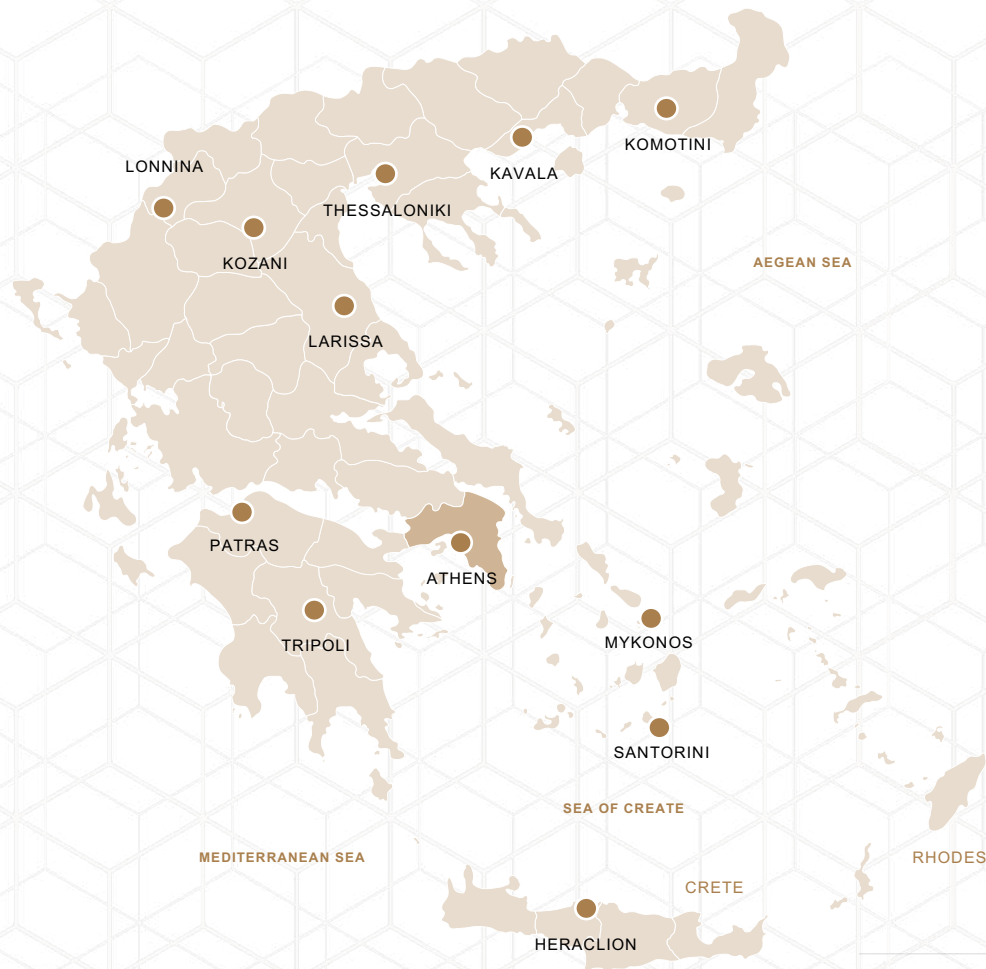 KOMOTINI
LONNINA
KAVALA
THESSALONIKI
KOZANI
AEGEAN SEA
LARISSA
PATRAS
ATHENS
TRIPOLI
MYKONOS
SANTORINI
SEA OF CREATE
MEDITERRANEAN SEA
RHODES
CRETE
HERACLION